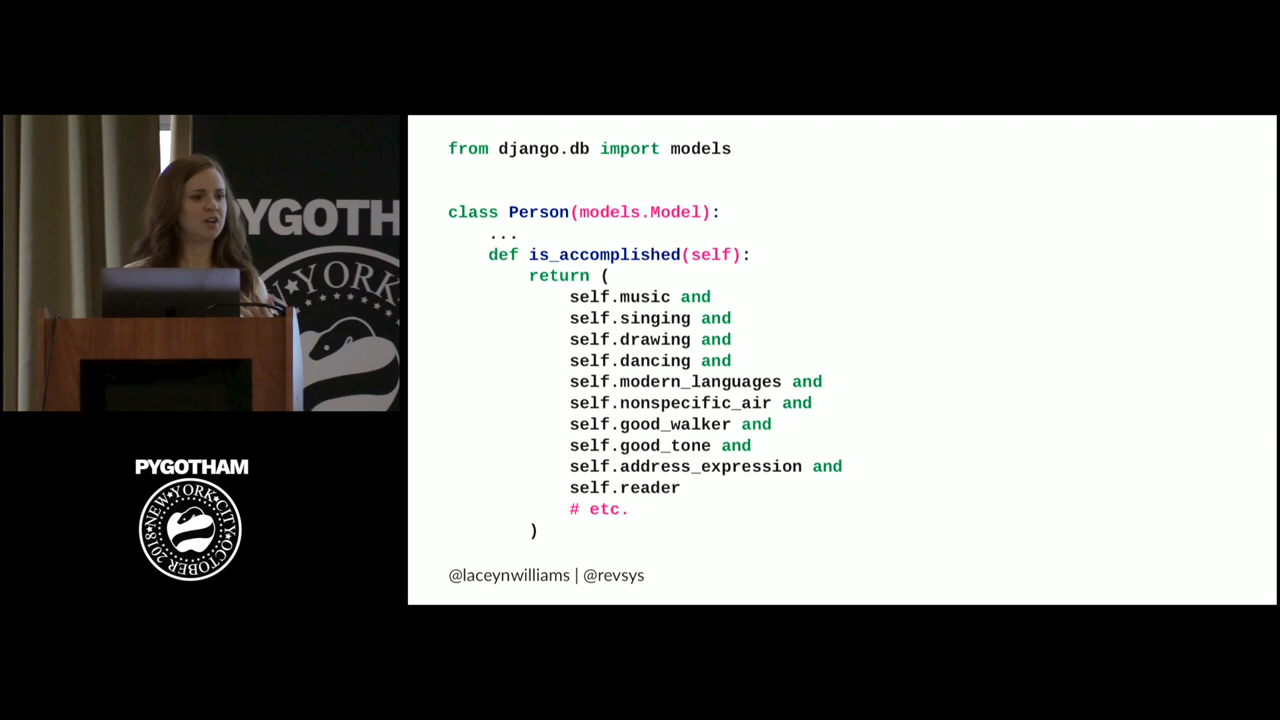 PYGOTH
YORK
from django.db import models
class Person(models.Model):
    ...
    def is_accomplished(self):
        return (
            self.music and
            self.singing and
            self.drawing and
            self.dancing and
            self.modern_languages and
            self.nonspecific_air and
            self.good_walker and
            self.good_tone and
            self.address_expression and
            self.reader
            # etc.
        )
@laceynwilliams | @revsys
PYGOTHAM
NEW★YORK★CITY★OCTOBER 2018